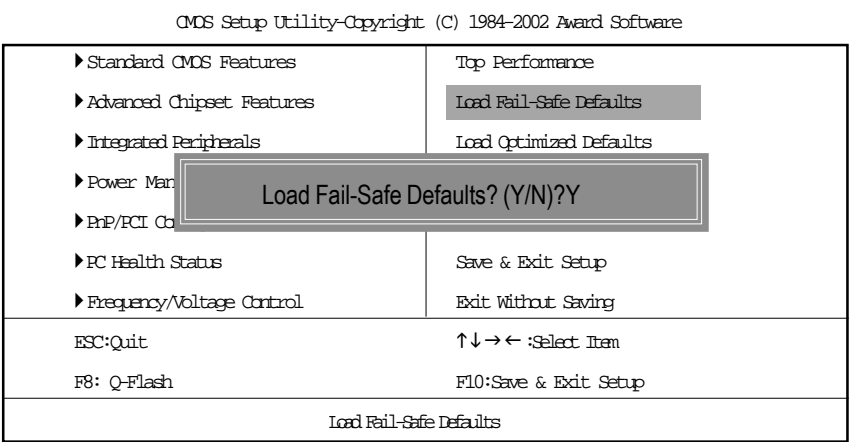 CMOS Setup Utility-Copyright (C) 1984-2002 Award Software
Standard CMOS Features
Advanced Chipset Features
Integrated Peripherals
Power Man
PnP/PCI Co
PC Health Status
Frequency/Voltage Control
Top Performance
Load Fail-Safe Defaults
Load Optimized Defaults
Load Fail-Safe Defaults? (Y/N)?Y
Save & Exit Setup
Exit Without Saving
ESC:Quit
↑↓→←:Select Item
F8: Q-Flash
F10:Save & Exit Setup
Load Fail-Safe Defaults